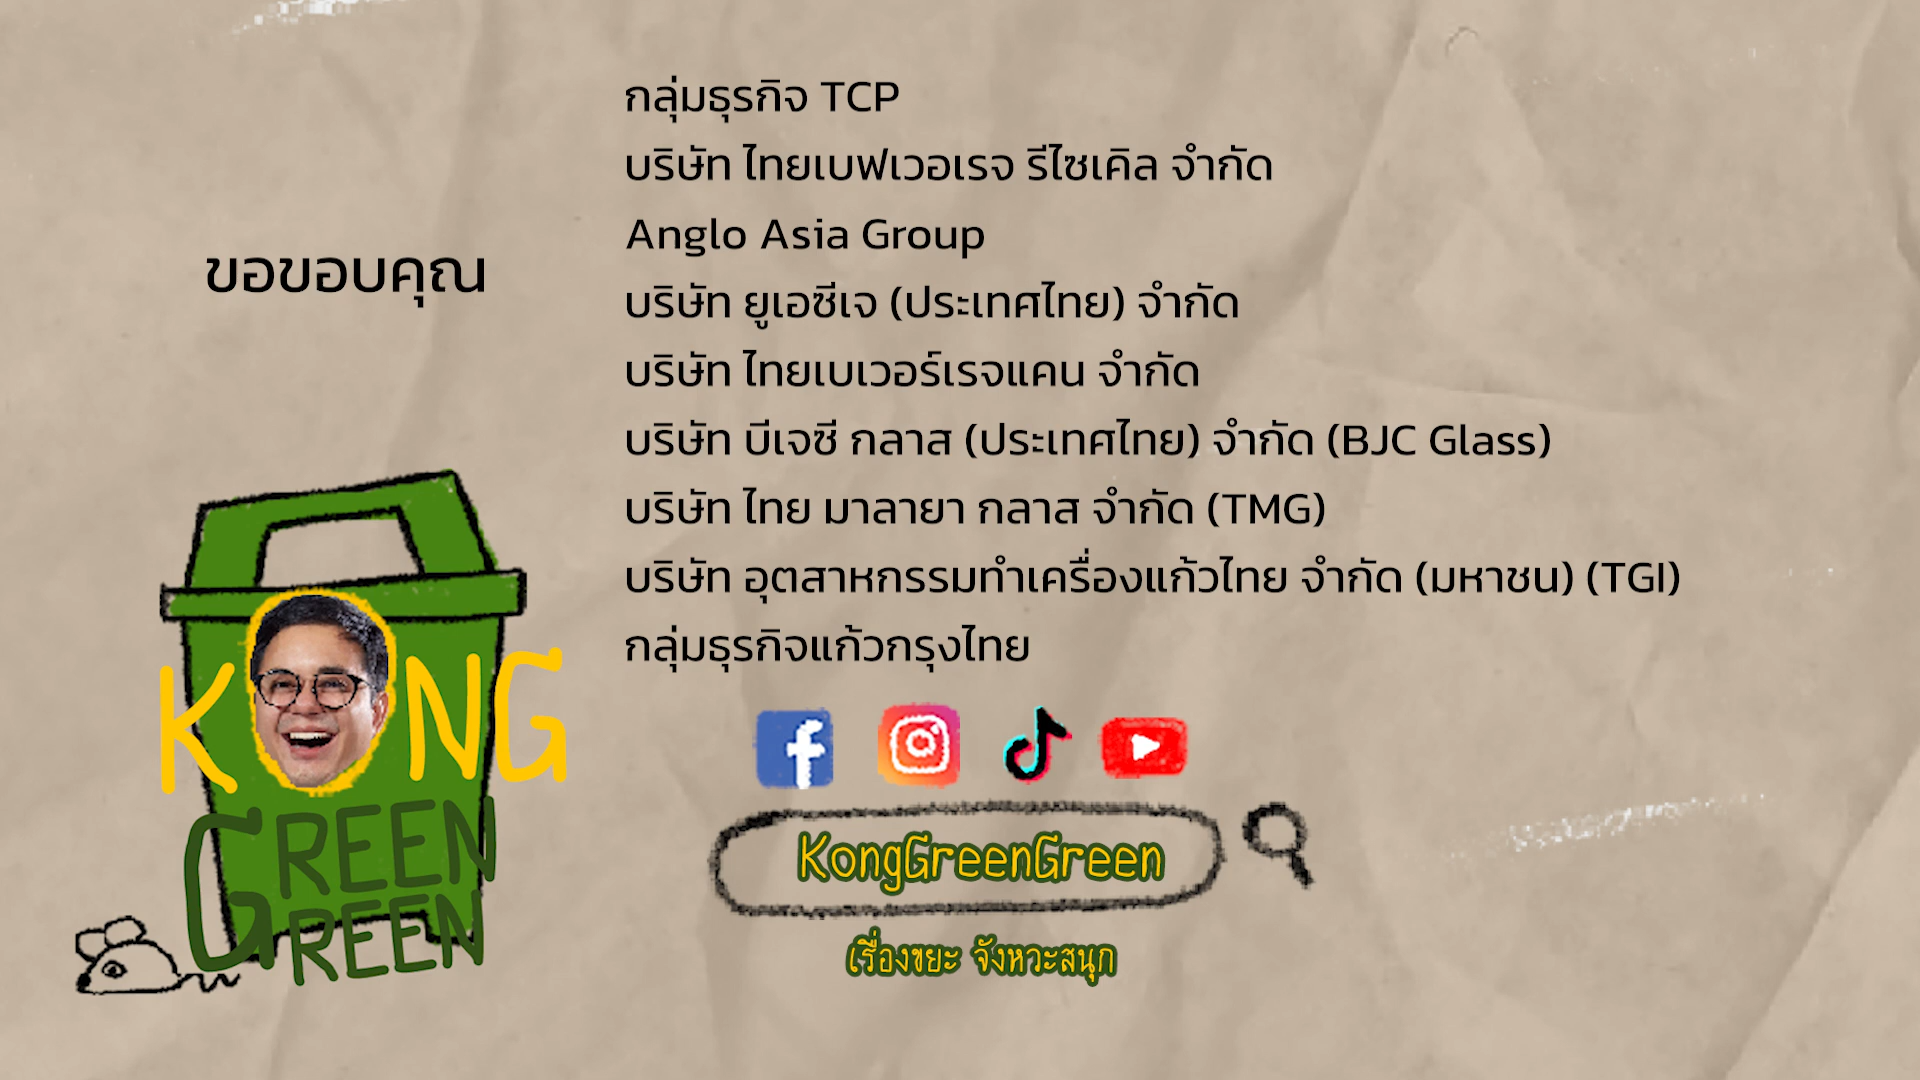 ขอขอบคุณ
กลุ่มธุรกิจ TCP
บริษัท ไทยเบฟเวอเรจ รีไซเคิล จำกัด
Anglo Asia Group
บริษัท ยูเอซีเจ (ประเทศไทย) จำกัด
บริษัท ไทยเบเวอร์เรจแคน จำกัด
บริษัท บีเจซี กลาส (ประเทศไทย) จำกัด (BJC Glass)
บริษัท ไทย มาลายา กลาส จำกัด (TMG)
บริษัท อุตสาหกรรมทำเครื่องแก้วไทย จำกัด (มหาชน) (TGI)
กลุ่มธุรกิจแก้วกรุงไทย
KONG
GREEN
GREEN
KongGreenGreen
เรื่องขยะ จังหวะสนุก